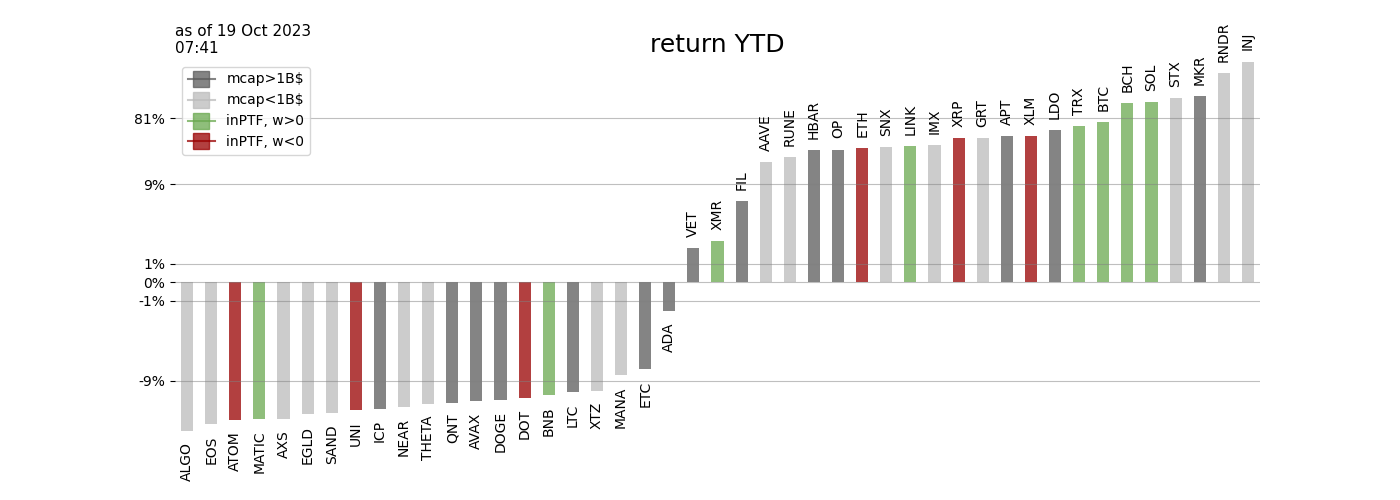 as of 19 Oct 2023
07:41
return YTD
mcap>1B$
mcap<1B$
inPTF, w>0
inPTF, w<0
81%
9%
1%
0%
-1%
-9%
ALGO
EOS
ATOM
MATIC
AXS
EGLD
SAND
UNI
ICP
NEAR
THETA
QNT
AVAX
DOGE
DOT
BNB
LTC
XTZ
MANA
ETC
ADA
VET
XMR
FIL
AAVE
RUNE
HBAR
OP
ETH
SNX
LINK
IMX
XRP
GRT
APT
XLM
LDO
TRX
BTC
BCH
SOL
STX
MKR
RNDR
INJ